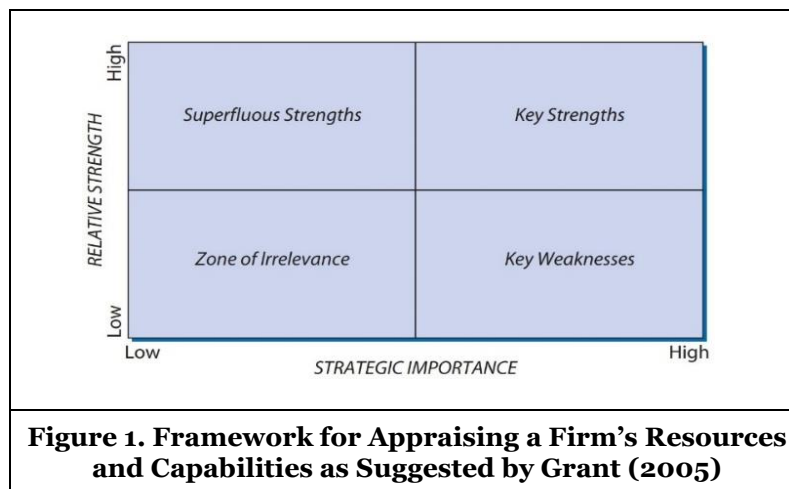 High
Superfluous Strengths
Key Strengths
RELATIVE STRENGTH
Zone of Irrelevance
Key Weaknesses
Low
Low
High
STRATEGIC IMPORTANCE
Figure 1. Framework for Appraising a Firm’s Resources
and Capabilities as Suggested by Grant (2005)